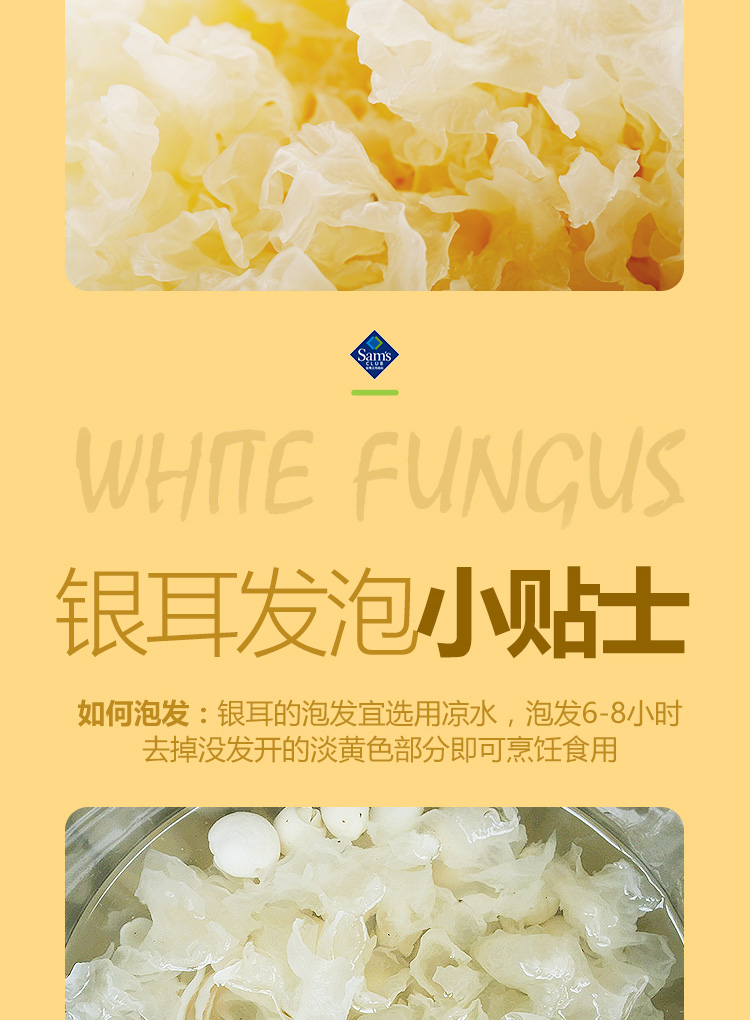 Sam's
CLUB
WHITE FUNGUS
银耳发泡小贴士
如何泡发：银耳的泡发宜选用凉水，泡发6-8小时
去掉没发开的淡黄色部分即可烹饪食用